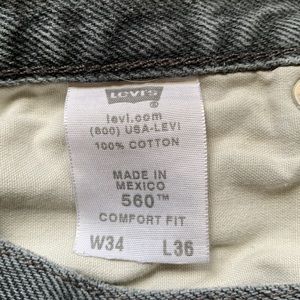 LEVI'S
®
levi.com
(800) USA-LEVI
100% COTTON
MADE IN
MEXICO
560™
COMFORT FIT
W34 L36